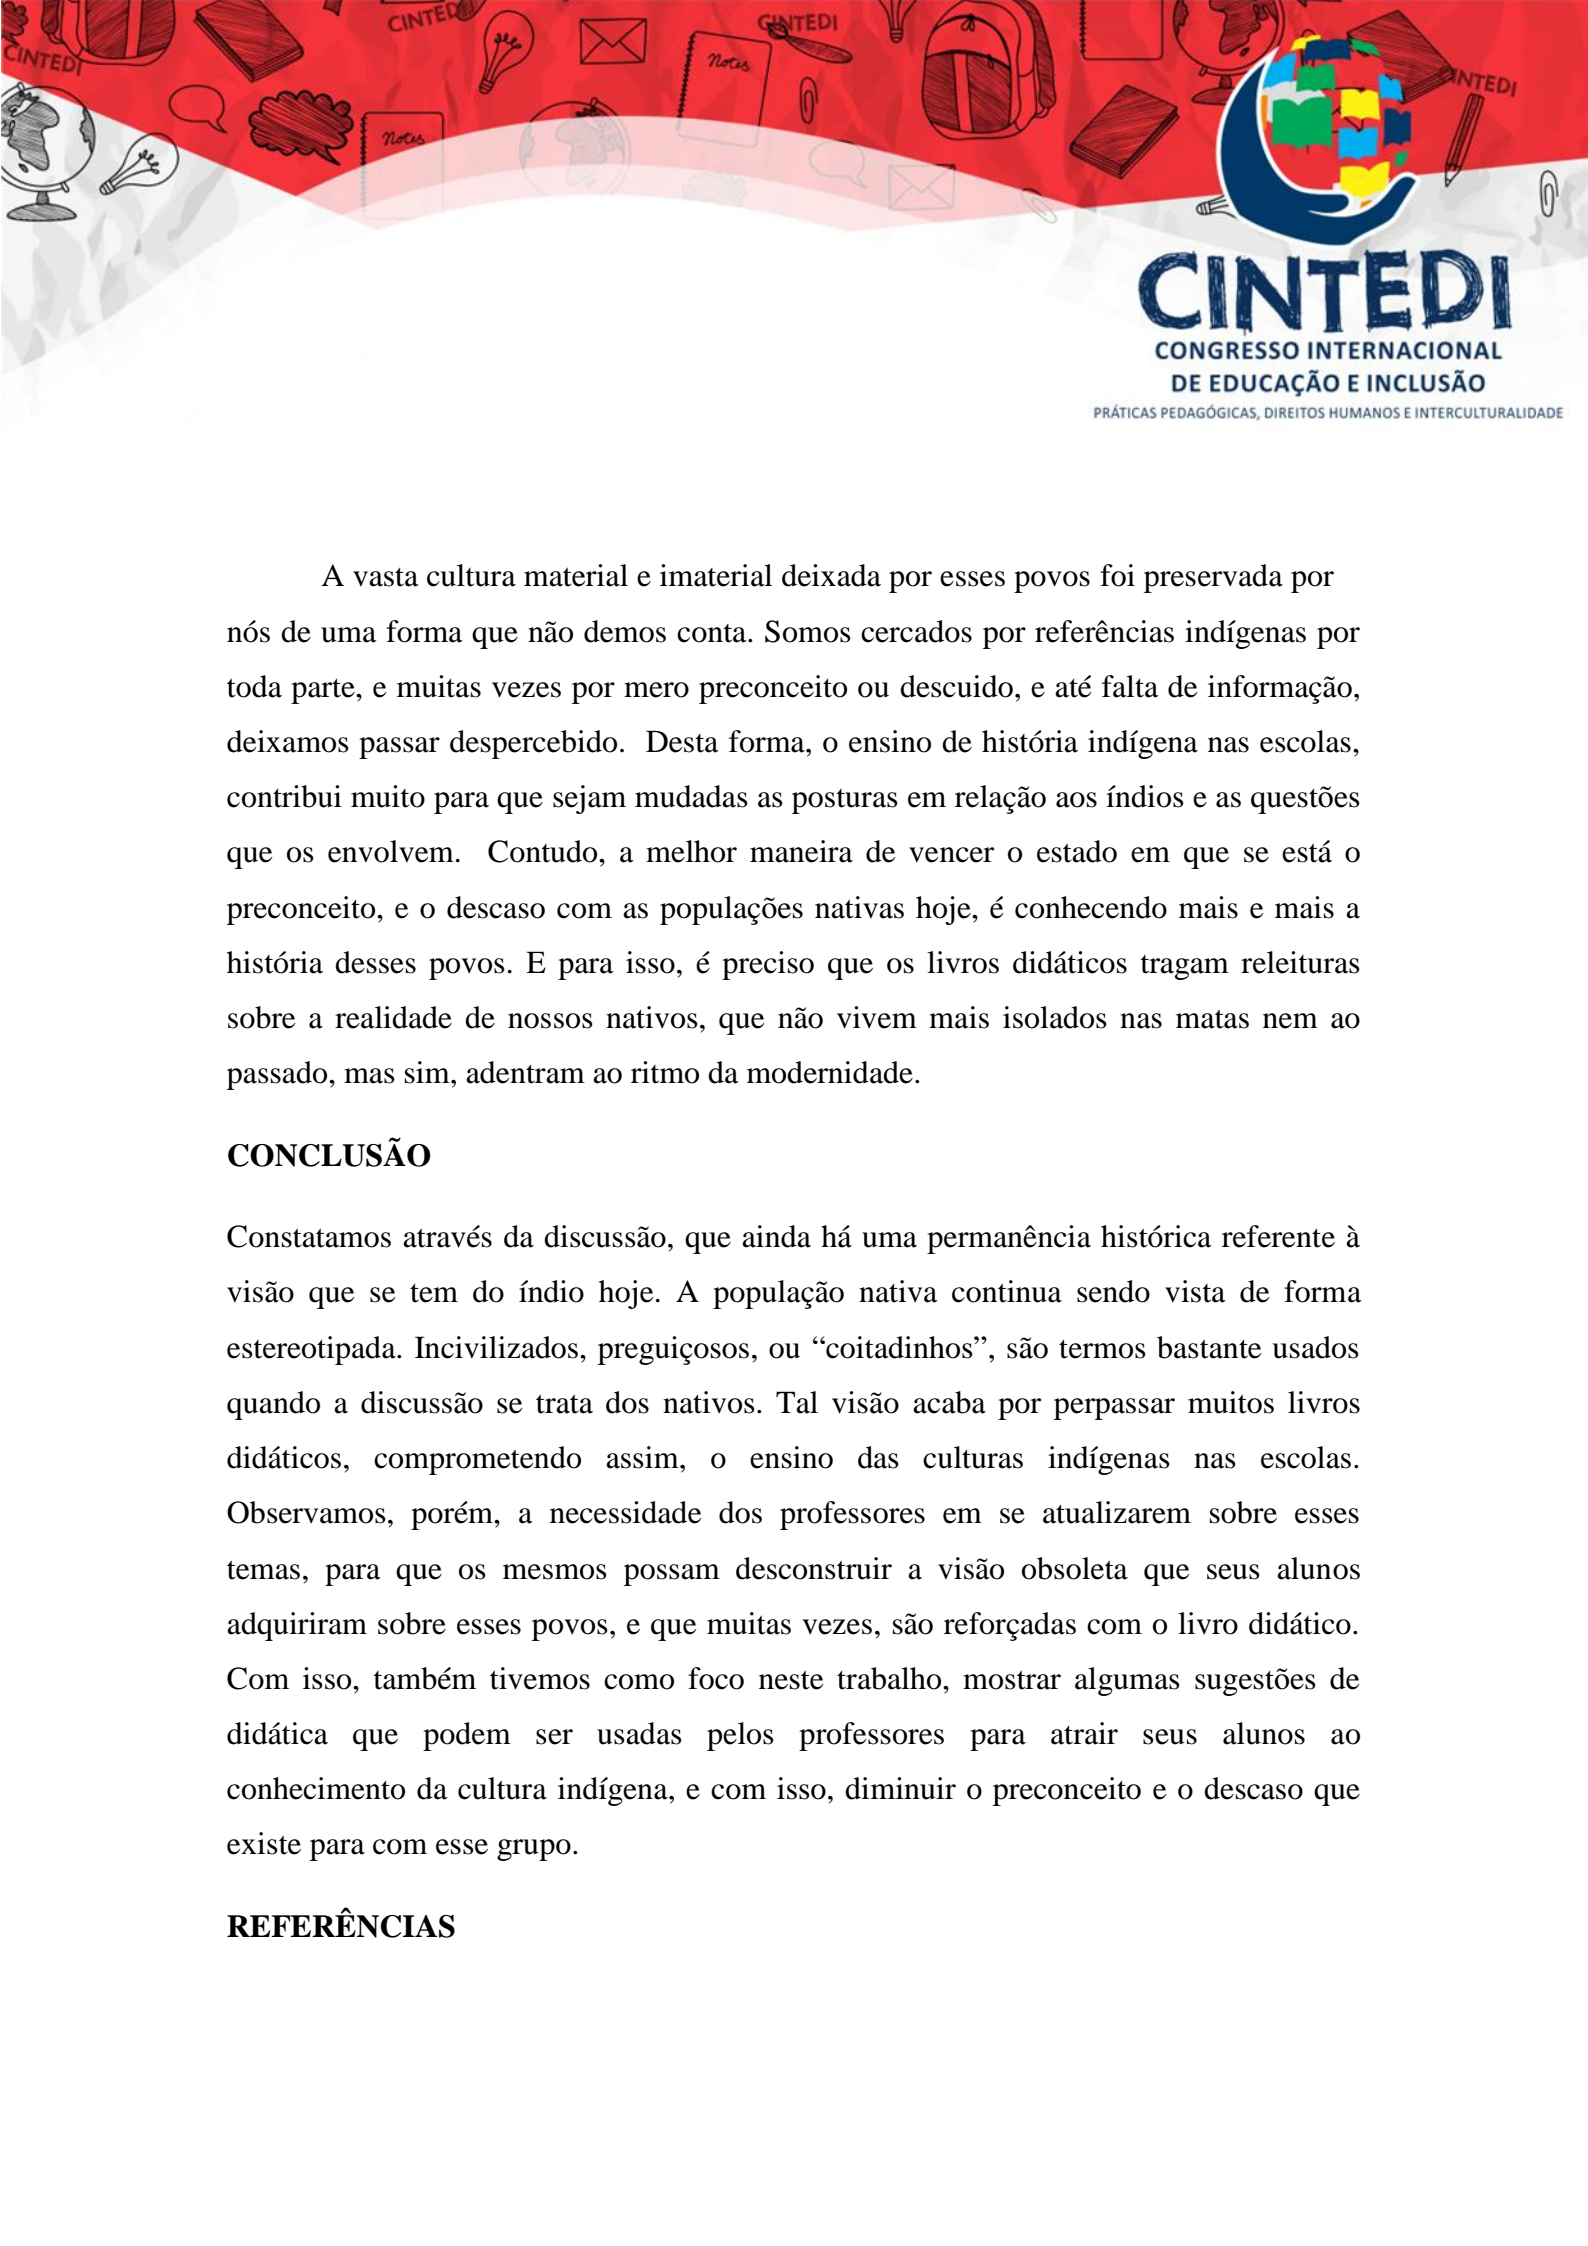 CINTEDI
CINTEDI
CINTEDI
CINTEDI
Notes
Notes
CINTEDI
CONGRESSO INTERNACIONAL
DE EDUCAÇÃO E INCLUSÃO
PRÁTICAS PEDAGÓGICAS, DIREITOS HUMANOS E INTERCULTURALIDADE
A vasta cultura material e imaterial deixada por esses povos foi preservada por
nós de uma forma que não demos conta. Somos cercados por referências indígenas por
toda parte, e muitas vezes por mero preconceito ou descuido, e até falta de informação,
deixamos passar despercebido. Desta forma, o ensino de história indígena nas escolas,
contribui muito para que sejam mudadas as posturas em relação aos índios e as questões
que os envolvem. Contudo, a melhor maneira de vencer o estado em que se está o
preconceito, e o descaso com as populações nativas hoje, é conhecendo mais e mais a
história desses povos. E para isso, é preciso que os livros didáticos tragam releituras
sobre a realidade de nossos nativos, que não vivem mais isolados nas matas nem ao
passado, mas sim, adentram ao ritmo da modernidade.
CONCLUSÃO
Constatamos através da discussão, que ainda há uma permanência histórica referente à
visão que se tem do índio hoje. A população nativa continua sendo vista de forma
estereotipada. Incivilizados, preguiçosos, ou “coitadinhos”, são termos bastante usados
quando a discussão se trata dos nativos. Tal visão acaba por perpassar muitos livros
didáticos, comprometendo assim, o ensino das culturas indígenas nas escolas.
Observamos, porém, a necessidade dos professores em se atualizarem sobre esses
temas, para que os mesmos possam desconstruir a visão obsoleta que seus alunos
adquiriram sobre esses povos, e que muitas vezes, são reforçadas com o livro didático.
Com isso, também tivemos como foco neste trabalho, mostrar algumas sugestões de
didática que podem ser usadas pelos professores para atrair seus alunos ao
conhecimento da cultura indígena, e com isso, diminuir o preconceito e o descaso que
existe para com esse grupo.
REFERÊNCIAS